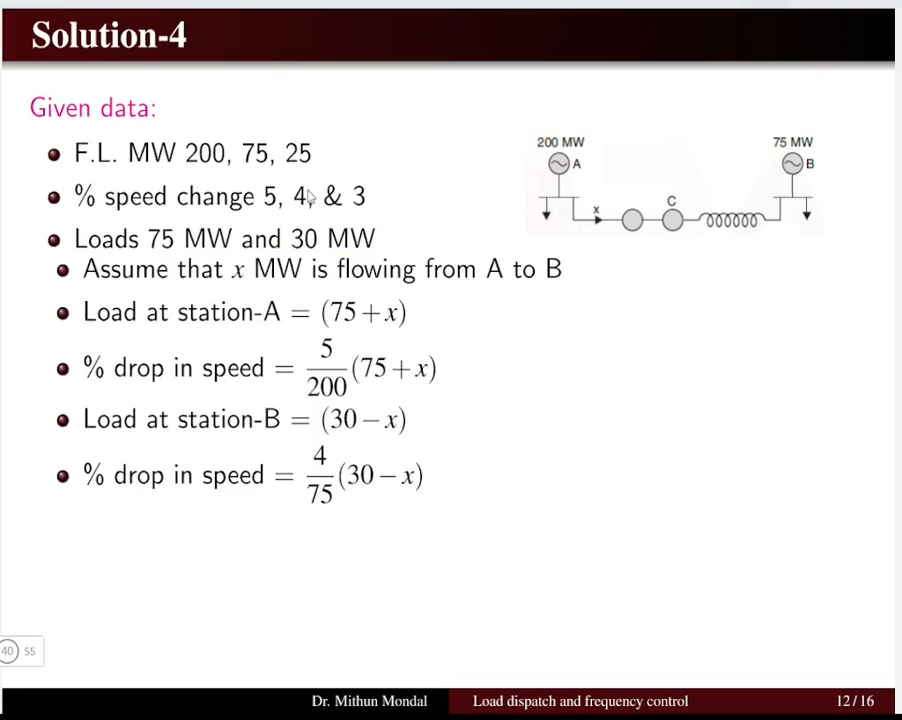 Solution-4
Given data:
F.L. MW 200, 75, 25
% speed change 5, 4, & 3
Loads 75 MW and 30 MW
Assume that x MW is flowing from A to B
Load at station-A = (75+x)
% drop in speed = 5/200 (75+x)
Load at station-B = (30−x)
% drop in speed = 4/75 (30−x)
200 MW
A
75 MW
B
x
C
40 55
Dr. Mithun Mondal
Load dispatch and frequency control
12/16